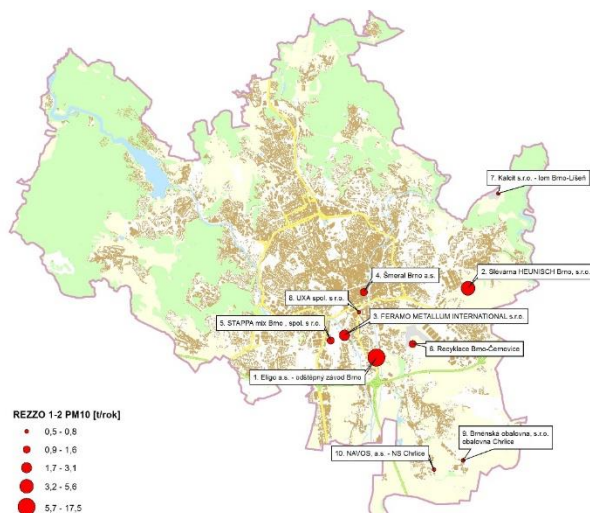 7. Kalcit s.r.o. - lom Brno-Líšeň
2. Slévárna HEUNISCH Brno, s.r.o.
4. Šmeral Brno a.s.
8. UXA spol. s.r.o.
3. FERAMO METALLUM INTERNATIONAL s.r.o.
5. STAPPA mix Brno , spol. s r.o.
6. Recyklace Brno-Černovice
1. Eligo a.s. - odštěpný závod Brno
9. Brněnská obalovna, s.r.o.
obalovna Chrlice
10. NAVOS, a.s. - NS Chrlice
REZZO 1-2 PM10 [t/rok]
0,5 - 0,8
0,9 - 1,6
1,7 - 3,1
3,2 - 5,6
5,7 - 17,5